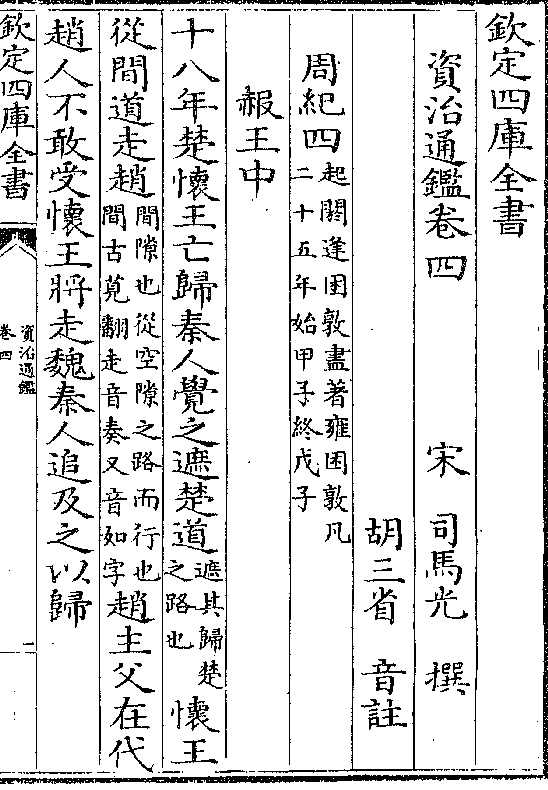 欽定四庫全書
資治通鑑卷四
宋 司馬光 撰
胡三省 音註
周紀四起閼逢困敦盡著雍困敦凡
二十五年始甲子終戊子
赧王中
十八年楚懷王亡歸秦人覺之遮楚道遮其歸楚
之路也懷王
從間道走趙間隙也從空隙之路而行也
間古莧翻走音奏又音如字趙主父在代
趙人不敢受懷王將走魏秦人追及之以歸
欽定四庫全書
資治通鑑
卷四
一